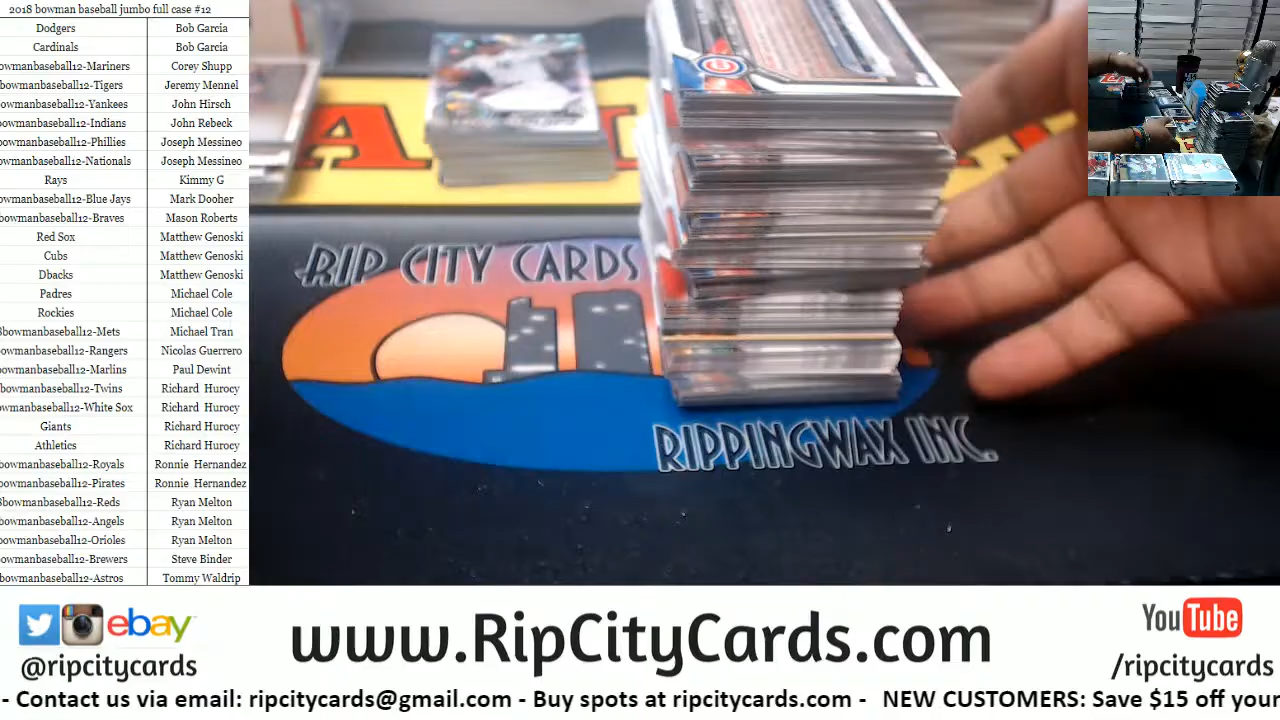 2018 bowman baseball jumbo full case #12
Dodgers Bob Garcia
Cardinals Bob Garcia
owmanbaseball12-Mariners Corey Shupp
owmanbaseball12-Tigers Jeremy Mennel
owmanbaseball12-Yankees John Hirsch
owmanbaseball12-Indians John Rebeck
owmanbaseball12-Phillies Joseph Messineo
owmanbaseball12-Nationals Joseph Messineo
Rays Kimmy G
owmanbaseball12-Blue Jays Mark Dooher
owmanbaseball12-Braves Mason Roberts
Red Sox Matthew Genoski
Cubs Matthew Genoski
Dbacks Matthew Genoski
Padres Michael Cole
Rockies Michael Cole
8bowmanbaseball12-Mets Michael Tran
owmanbaseball12-Rangers Nicolas Guerrero
owmanbaseball12-Marlins Paul Dewint
bowmanbaseball12-Twins Richard Hurocy
owmanbaseball12-White Sox Richard Hurocy
Giants Richard Hurocy
Athletics Richard Hurocy
bowmanbaseball12-Royals Ronnie Hernandez
owmanbaseball12-Pirates Ronnie Hernandez
8bowmanbaseball12-Reds Ryan Melton
owmanbaseball12-Angels Ryan Melton
owmanbaseball12-Orioles Ryan Melton
owmanbaseball12-Brewers Steve Binder
bowmanbaseball12-Astros Tommy Waldrip
RIP CITY CARDS
RIPPINGWAX INC.
ebay
@ripcitycards
www.RipCityCards.com
YouTube
/ripcitycards
- Contact us via email: ripcitycards@gmail.com - Buy spots at ripcitycards.com - NEW CUSTOMERS: Save $15 off your